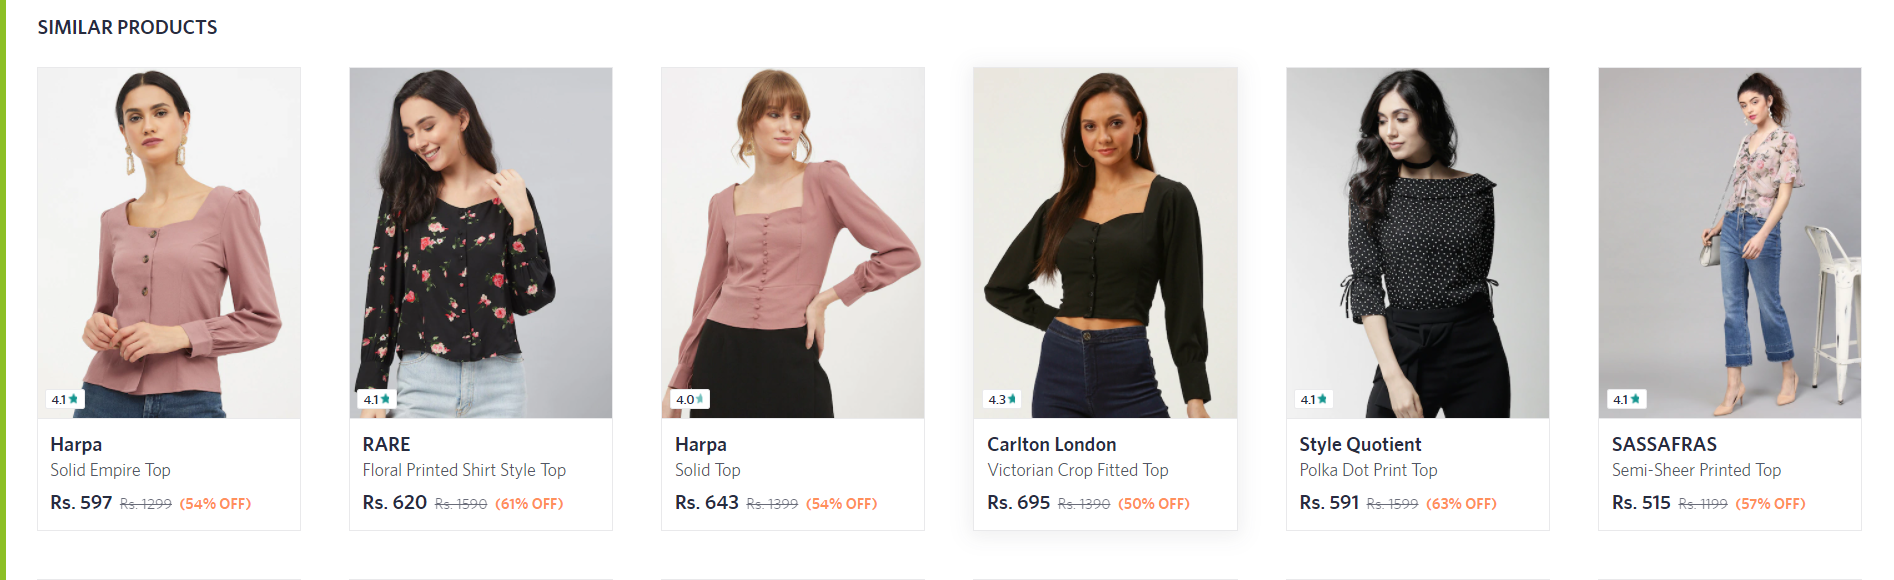 SIMILAR PRODUCTS
4.1
Harpa
Solid Empire Top
Rs. 597 Rs. 1299 (54% OFF)
4.1
RARE
Floral Printed Shirt Style Top
Rs. 620 Rs. 1590 (61% OFF)
4.0
Harpa
Solid Top
Rs. 643 Rs. 1399 (54% OFF)
4.3
Carlton London
Victorian Crop Fitted Top
Rs. 695 Rs. 1390 (50% OFF)
4.1
Style Quotient
Polka Dot Print Top
Rs. 591 Rs. 1599 (63% OFF)
4.1
SASSAFRAS
Semi-Sheer Printed Top
Rs. 515 Rs. 1199 (57% OFF)